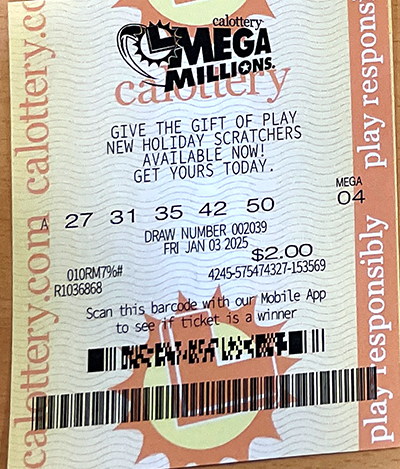 calottery
MEGA
MILLIONS.
calottery
GIVE THE GIFT OF PLAY
NEW HOLIDAY SCRATCHERS
AVAILABLE NOW!
GET YOURS TODAY.
MEGA
A 27 31 35 42 50 04
DRAW NUMBER 002039
FRI JAN 03 2025
$2.00
010RM7%# 4245-575474327-153569
R1036868
Scan this barcode with our Mobile App
to see if ticket is a winner
calottery.com calottery.co
play responsibly play responsi